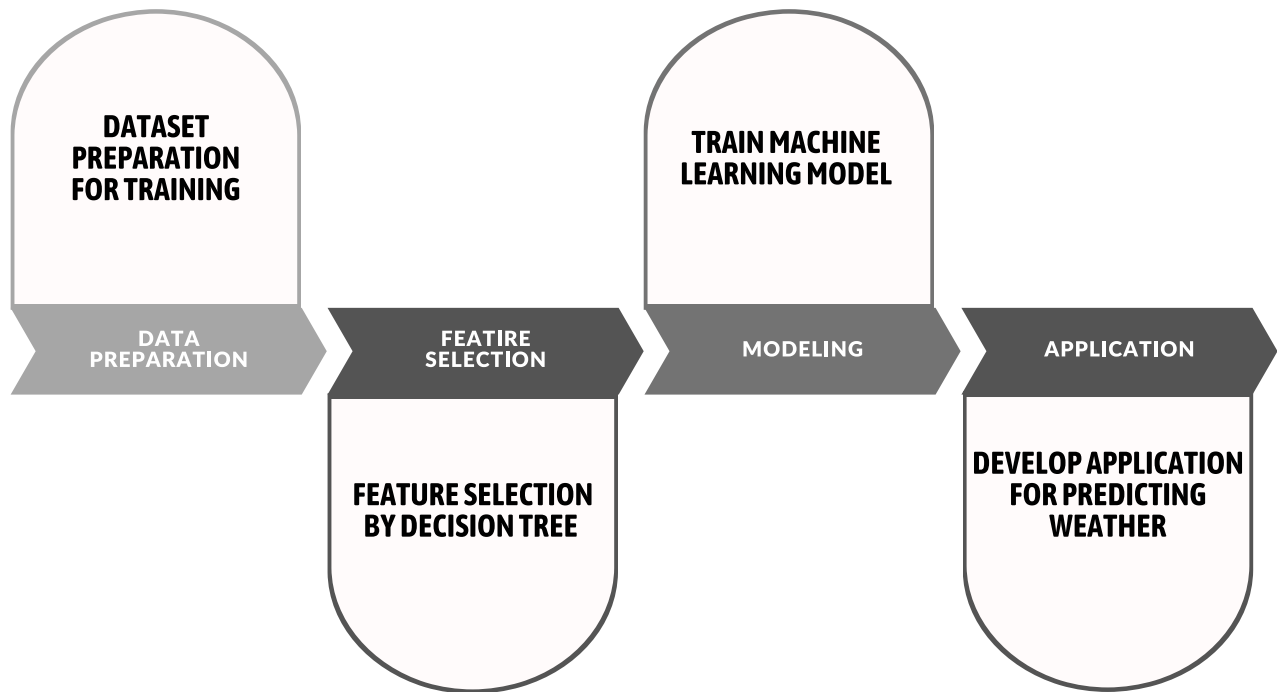 DATASET
PREPARATION
FOR TRAINING
DATA
PREPARATION
FEATIRE
SELECTION
FEATURE SELECTION
BY DECISION TREE
TRAIN MACHINE
LEARNING MODEL
MODELING
APPLICATION
DEVELOP APPLICATION
FOR PREDICTING
WEATHER